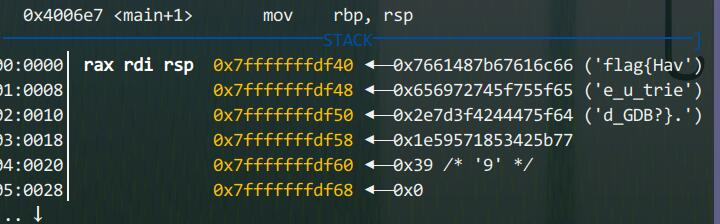 0x4006e7 <main+1> mov rbp, rsp
STACK ]
00:0000│ rax rdi rsp 0x7fffffffdf40 ◂— 0x7661487b67616c66 ('flag{Hav')
01:0008│ 0x7fffffffdf48 ◂— 0x656972745f755f65 ('e_u_trie')
02:0010│ 0x7fffffffdf50 ◂— 0x2e7d3f4244475f64 ('d_GDB?}.')
03:0018│ 0x7fffffffdf58 ◂— 0x1e59571853425b77
04:0020│ 0x7fffffffdf60 ◂— 0x39 /* '9' */
05:0028│ 0x7fffffffdf68 ◂— 0x0
... ↓